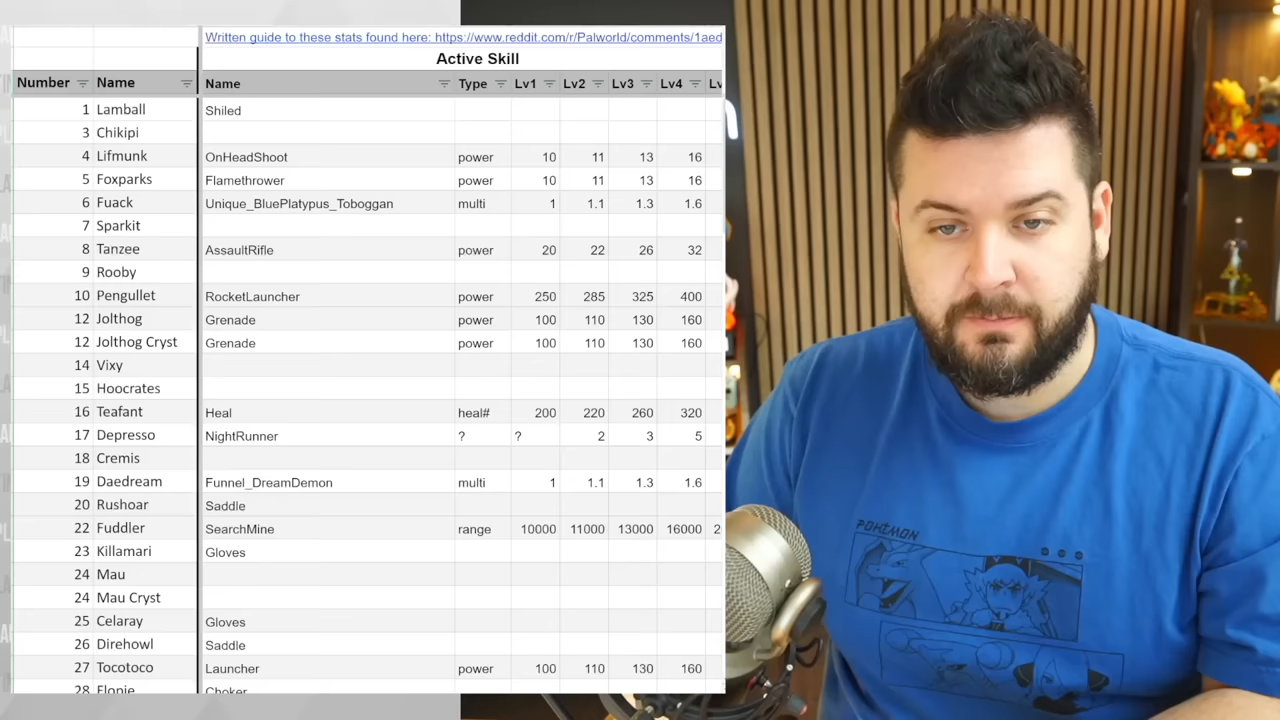 Written guide to these stats found here: https://www.reddit.com/r/Palworld/comments/1aed
Active Skill
Number Name Name Type Lv1 Lv2 Lv3 Lv4 Lv
1 Lamball Shiled
3 Chikipi
4 Lifmunk OnHeadShoot power 10 11 13 16
5 Foxparks Flamethrower power 10 11 13 16
6 Fuack Unique_BluePlatypus_Toboggan multi 1 1.1 1.3 1.6
7 Sparkit
8 Tanzee AssaultRifle power 20 22 26 32
9 Rooby
10 Pengullet RocketLauncher power 250 285 325 400
12 Jolthog Grenade power 100 110 130 160
12 Jolthog Cryst Grenade power 100 110 130 160
14 Vixy
15 Hoocrates
16 Teafant Heal heal# 200 220 260 320
17 Depresso NightRunner ? ? 2 3 5
18 Cremis
19 Daedream Funnel_DreamDemon multi 1 1.1 1.3 1.6
20 Rushoar Saddle
22 Fuddler SearchMine range 10000 11000 13000 16000 2
23 Killamari Gloves
24 Mau
24 Mau Cryst
25 Celaray Gloves
26 Direhowl Saddle
27 Tocotoco Launcher power 100 110 130 160
28 Flopie Choker
POKÉMON